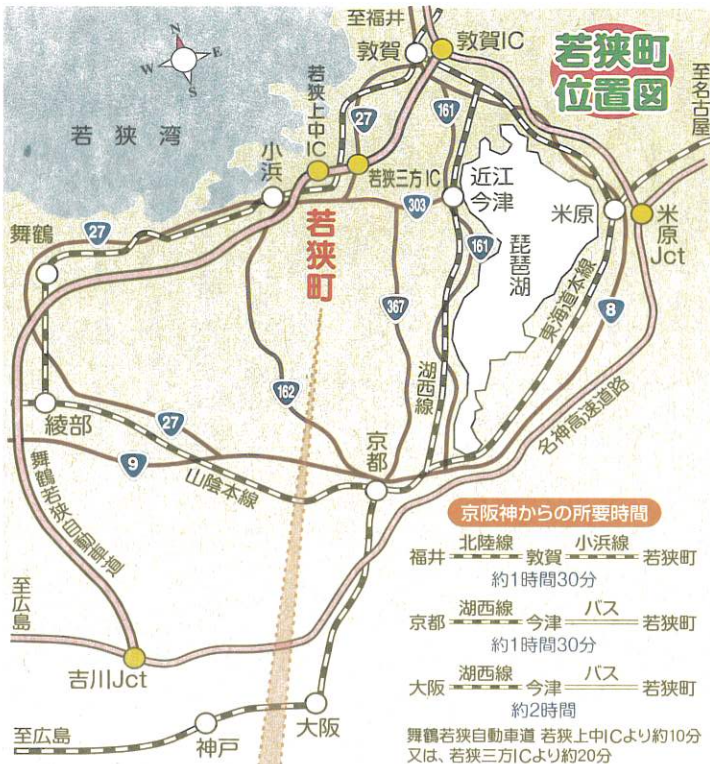 若狭町
位置図
至福井
敦賀
敦賀IC
至名古屋
N
E
W
S
若狭湾
若狭上中IC
27
161
小浜
若狭三方IC
近江
今津
303
米原
米原Jct
舞鶴
27
若狭町
161
琵琶湖
367
東海道本線
8
162
湖西線
綾部
27
京都
名神高速道路
9
山陰本線
舞鶴若狭自動車道
京阪神からの所要時間
福井 北陸線 敦賀 小浜線 若狭町
約1時間30分
至広島
京都 湖西線 今津 バス 若狭町
約1時間30分
吉川Jct
大阪 湖西線 今津 バス 若狭町
約2時間
大阪
至広島
神戸
舞鶴若狭自動車道 若狭上中ICより約10分
又は、若狭三方ICより約20分